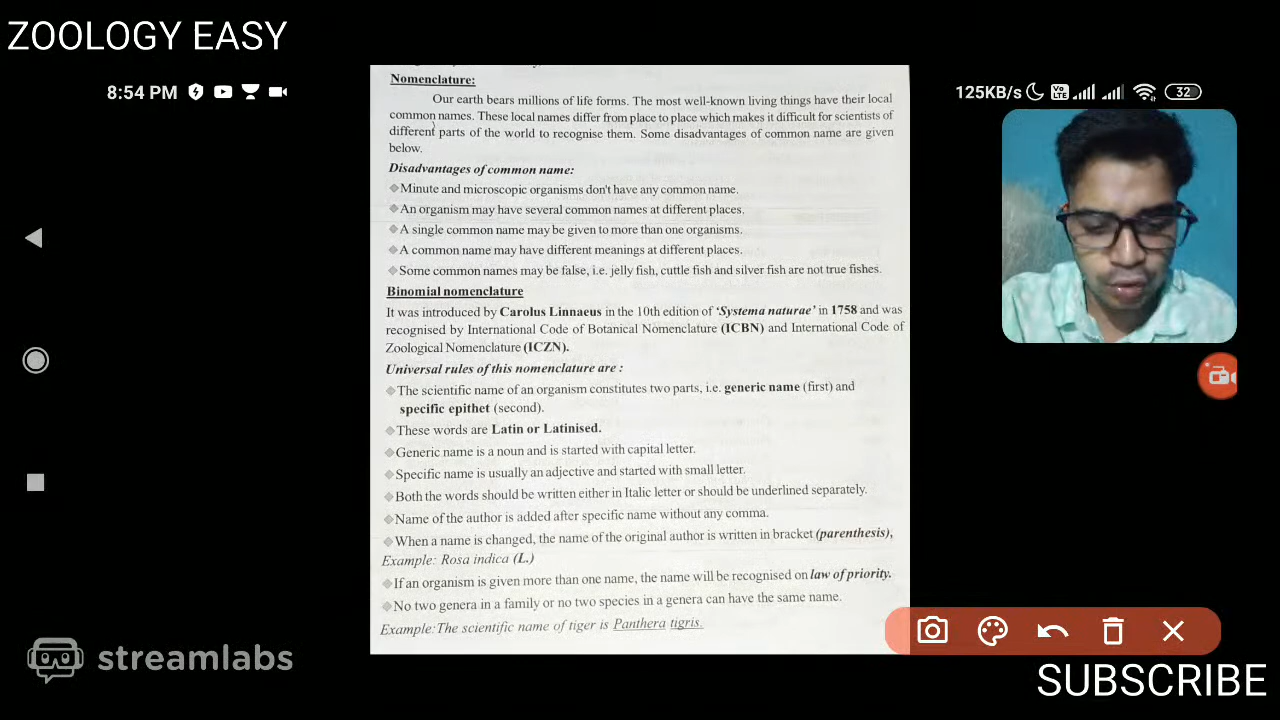 ZOOLOGY EASY
8:54 PM
125KB/s
Vo LTE
32
Nomenclature:
Our earth bears millions of life forms. The most well-known living things have their local
common names. These local names differ from place to place which makes it difficult for scientists of
different parts of the world to recognise them. Some disadvantages of common name are given
below.
Disadvantages of common name:
Minute and microscopic organisms don't have any common name.
An organism may have several common names at different places.
A single common name may be given to more than one organisms.
A common name may have different meanings at different places.
Some common names may be false, i.e. jelly fish, cuttle fish and silver fish are not true fishes.
Binomial nomenclature
It was introduced by Carolus Linnaeus in the 10th edition of ‘Systema naturae’ in 1758 and was
recognised by International Code of Botanical Nomenclature (ICBN) and International Code of
Zoological Nomenclature (ICZN).
Universal rules of this nomenclature are :
The scientific name of an organism constitutes two parts, i.e. generic name (first) and
specific epithet (second).
These words are Latin or Latinised.
Generic name is a noun and is started with capital letter.
Specific name is usually an adjective and started with small letter.
Both the words should be written either in Italic letter or should be underlined separately.
Name of the author is added after specific name without any comma.
When a name is changed, the name of the original author is written in bracket (parenthesis),
Example: Rosa indica (L.)
If an organism is given more than one name, the name will be recognised on law of priority.
No two genera in a family or no two species in a genera can have the same name.
Example:The scientific name of tiger is Panthera tigris.
streamlabs
SUBSCRIBE